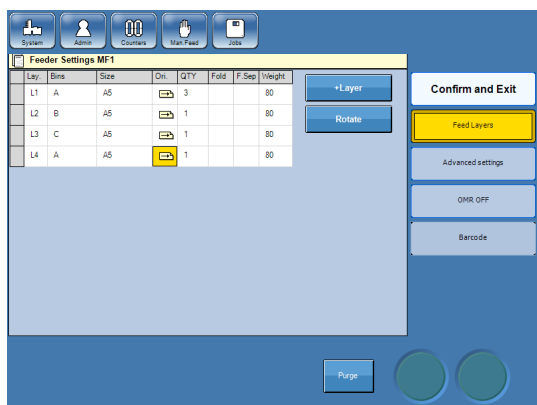 System Admin Counters Man.Feed Jobs
Feeder Settings MF1
Lay. Bins Size Ori. QTY Fold F.Sep Weight
L1 A A5 3 80
L2 B A5 1 80
L3 C A5 1 80
L4 A A5 1 80
+Layer
Rotate
Confirm and Exit
Feed Layers
Advanced settings
OMR OFF
Barcode
Purge